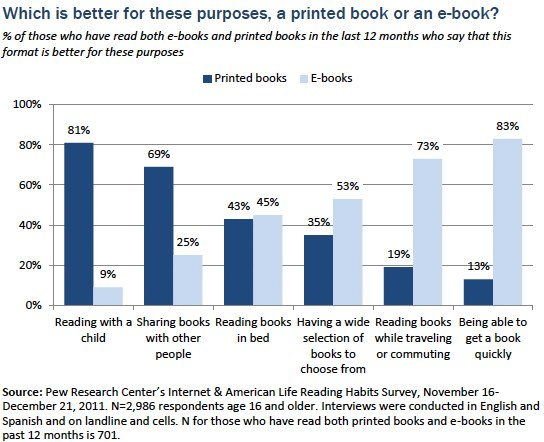 Which is better for these purposes, a printed book or an e-book?
% of those who have read both e-books and printed books in the last 12 months who say that this
format is better for these purposes
Printed books E-books
100%
80%
60%
40%
20%
0%
81%
9%
69%
25%
43%
45%
35%
53%
19%
73%
13%
83%
Reading with a
child
Sharing books
with other
people
Reading books
in bed
Having a wide
selection of
books to
choose from
Reading books
while traveling
or commuting
Being able to
get a book
quickly
Source: Pew Research Center's Internet & American Life Reading Habits Survey, November 16-
December 21, 2011. N=2,986 respondents age 16 and older. Interviews were conducted in English and
Spanish and on landline and cells. N for those who have read both printed books and e-books in the
past 12 months is 701.